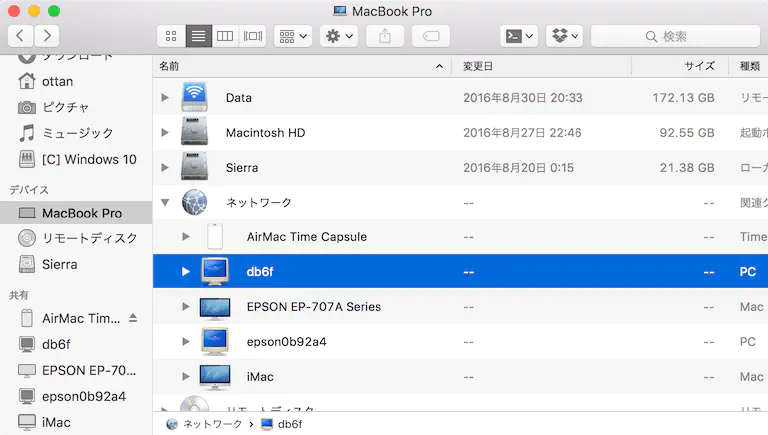 MacBook Pro
検索
ダウンロード
ottan
ピクチャ
ミュージック
[C] Windows 10
デバイス
MacBook Pro
リモートディスク
Sierra
共有
AirMac Tim...
db6f
EPSON EP-70...
epson0b92a4
iMac
名前 変更日 サイズ 種類
Data 2016年8月30日 20:33 172.13 GB リモー
Macintosh HD 2016年8月27日 22:46 92.55 GB 起動
Sierra 2016年8月20日 0:15 21.38 GB ローカ
ネットワーク -- -- 関連
AirMac Time Capsule -- -- Time
db6f -- -- PC
EPSON EP-707A Series -- -- Mac
epson0b92a4 -- -- PC
iMac -- -- Mac
リモートディスク
ネットワーク › db6f